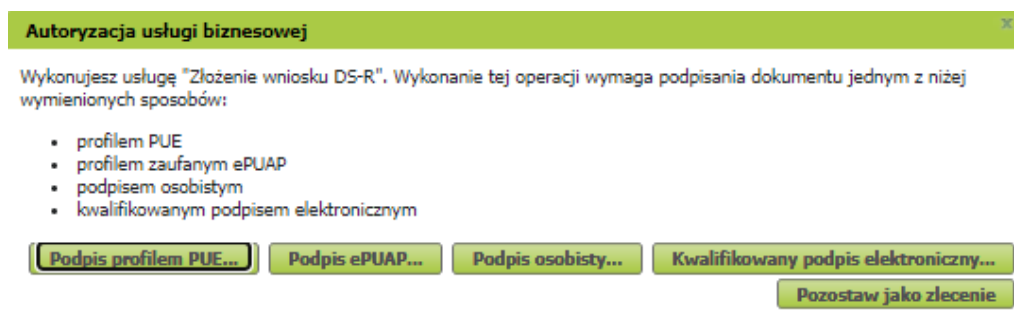 Autoryzacja usługi biznesowej
x
Wykonujesz usługę "Złożenie wniosku DS-R". Wykonanie tej operacji wymaga podpisania dokumentu jednym z niżej
wymienionych sposobów:
• profilem PUE
• profilem zaufanym ePUAP
• podpisem osobistym
• kwalifikowanym podpisem elektronicznym
Podpis profilem PUE... Podpis ePUAP... Podpis osobisty... Kwalifikowany podpis elektroniczny...
Pozostaw jako zlecenie